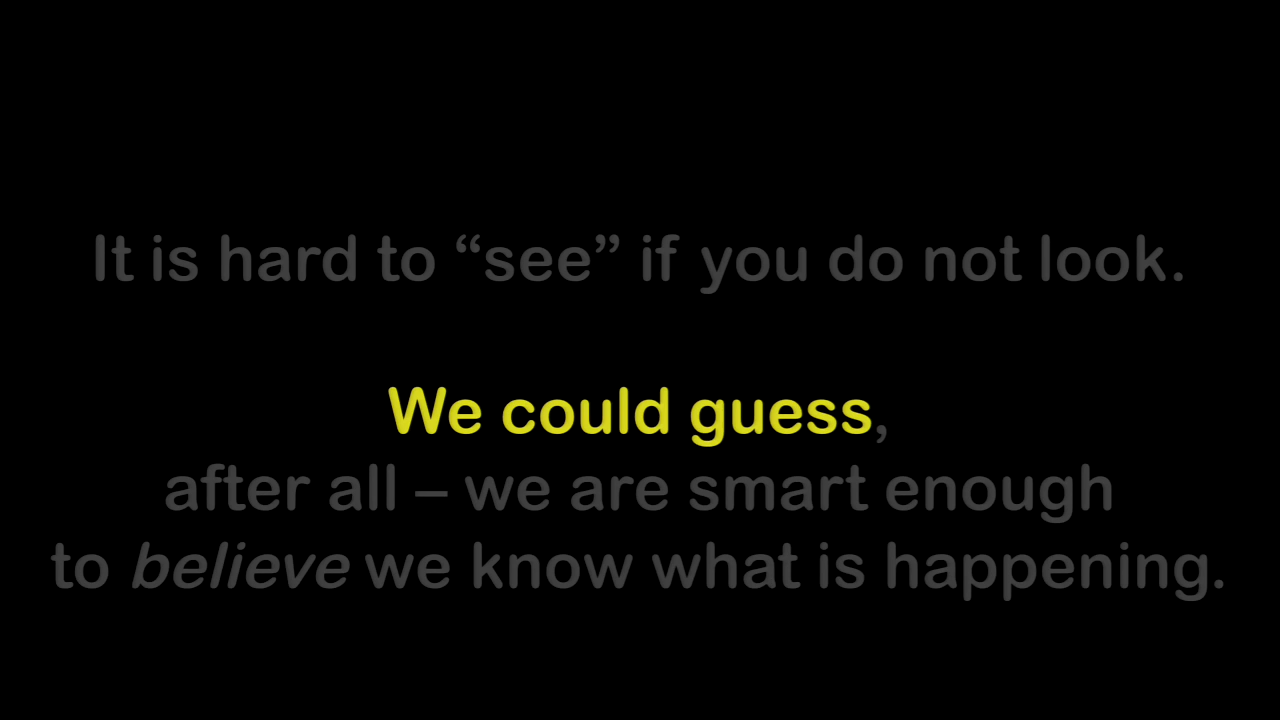 It is hard to “see” if you do not look.
We could guess,
after all – we are smart enough
to believe we know what is happening.